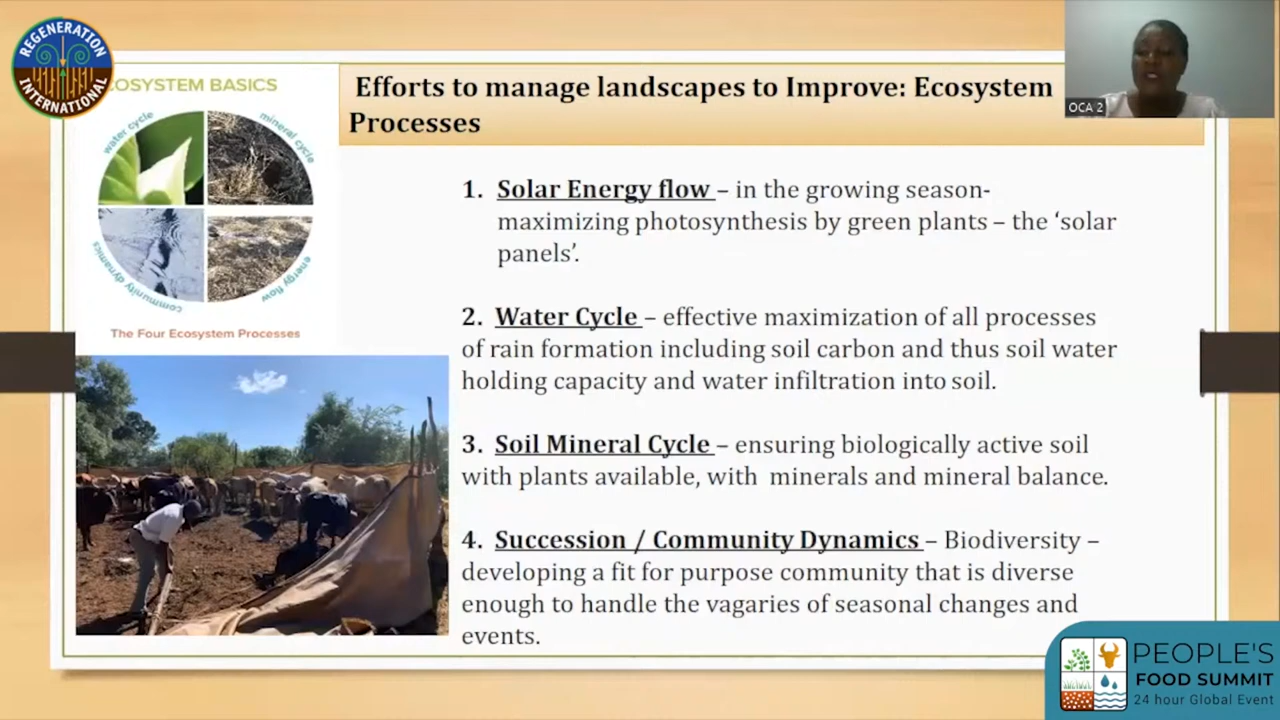 REGENERATION
INTERNATIONAL
COSYSTEM BASICS
water cycle
mineral cycle
community dynamics
energy flow
The Four Ecosystem Processes
Efforts to manage landscapes to Improve: Ecosystem
Processes
OCA 2
1. Solar Energy flow – in the growing season-
maximizing photosynthesis by green plants – the ‘solar
panels’.
2. Water Cycle – effective maximization of all processes
of rain formation including soil carbon and thus soil water
holding capacity and water infiltration into soil.
3. Soil Mineral Cycle – ensuring biologically active soil
with plants available, with minerals and mineral balance.
4. Succession / Community Dynamics – Biodiversity –
developing a fit for purpose community that is diverse
enough to handle the vagaries of seasonal changes and
events.
PEOPLE'S
FOOD SUMMIT
24 hour Global Event